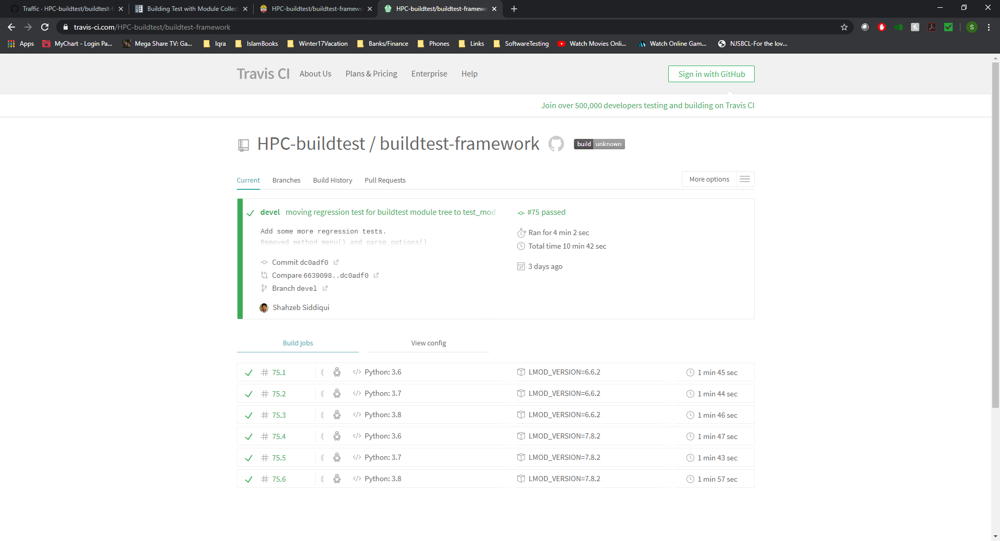 Traffic · HPC-buildtest/buildtest-f
Building Test with Module Collect
HPC-buildtest/buildtest-framewo
HPC-buildtest/buildtest-framewo
travis-ci.com/HPC-buildtest/buildtest-framework
S
Apps
MyChart - Login Pa...
Mega Share TV: Ga...
Iqra
IslamBooks
Winter17Vacation
Banks/Finance
Phones
Links
SoftwareTesting
Watch Movies Onli...
Watch Online Gam...
NJSBCL-For the lov...
Travis CI
About Us
Plans & Pricing
Enterprise
Help
Sign in with GitHub
Join over 500,000 developers testing and building on Travis CI
HPC-buildtest / buildtest-framework
build unknown
Current
Branches
Build History
Pull Requests
More options
devel moving regression test for buildtest module tree to test_mod.
Add some more regression tests.
Removed method menu() and parse_options()
Commit dc0adf0
Compare 6639098..dc0adf0
Branch devel
Shahzeb Siddiqui
#75 passed
Ran for 4 min 2 sec
Total time 10 min 42 sec
3 days ago
Build jobs
View config
# 75.1 </> Python: 3.6 LMOD_VERSION=6.6.2 1 min 45 sec
# 75.2 </> Python: 3.7 LMOD_VERSION=6.6.2 1 min 44 sec
# 75.3 </> Python: 3.8 LMOD_VERSION=6.6.2 1 min 46 sec
# 75.4 </> Python: 3.6 LMOD_VERSION=7.8.2 1 min 47 sec
# 75.5 </> Python: 3.7 LMOD_VERSION=7.8.2 1 min 43 sec
# 75.6 </> Python: 3.8 LMOD_VERSION=7.8.2 1 min 57 sec